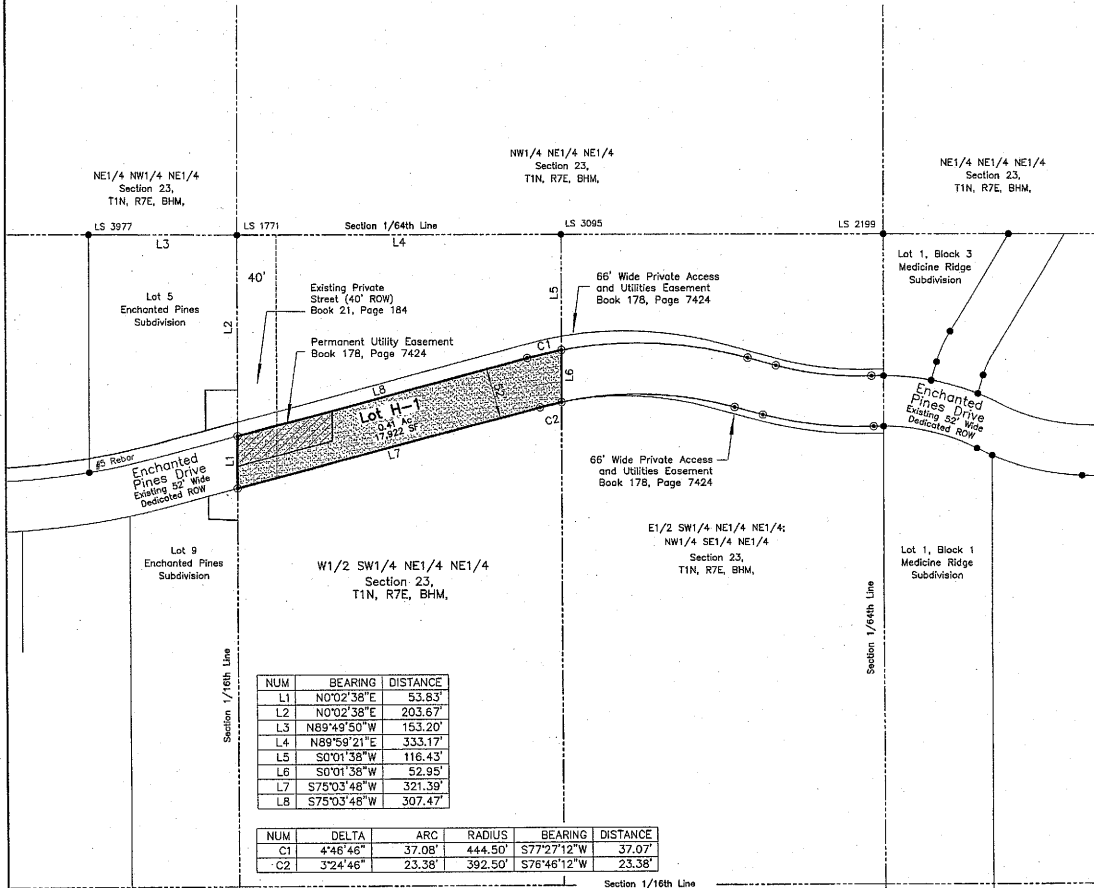 NW1/4 NE1/4 NE1/4
Section 23,
T1N, R7E, BHM,
NE1/4 NW1/4 NE1/4
Section 23,
T1N, R7E, BHM,
NE1/4 NE1/4 NE1/4
Section 23,
T1N, R7E, BHM,
LS 3977
LS 1771
Section 1/64th Line
LS 3095
LS 2199
L3
L4
40'
Lot 5
Enchanted Pines
Subdivision
L2
Existing Private
Street (40' ROW)
Book 21, Page 184
Permanent Utility Easement
Book 178, Page 7424
L5
66' Wide Private Access
and Utilities Easement
Book 178, Page 7424
Lot 1, Block 3
Medicine Ridge
Subdivision
C1
L8
L6
52'
Lot H-1
0.41 Ac
17,922 SF
C2
L7
L1
#5 Rebar
Enchanted
Pines Drive
Existing 52' Wide
Dedicated ROW
Enchanted
Pines Drive
Existing 52' Wide
Dedicated ROW
66' Wide Private Access
and Utilities Easement
Book 178, Page 7424
Lot 9
Enchanted Pines
Subdivision
W1/2 SW1/4 NE1/4 NE1/4
Section 23,
T1N, R7E, BHM,
E1/2 SW1/4 NE1/4 NE1/4;
NW1/4 SE1/4 NE1/4
Section 23,
T1N, R7E, BHM,
Lot 1, Block 1
Medicine Ridge
Subdivision
Section 1/16th Line
Section 1/64th Line
NUM BEARING DISTANCE
L1 N0°02'38"E 53.83'
L2 N0°02'38"E 203.67'
L3 N89°49'50"W 153.20'
L4 N89°59'21"E 333.17'
L5 S0°01'38"W 116.43'
L6 S0°01'38"W 52.95'
L7 S75°03'48"W 321.39'
L8 S75°03'48"W 307.47'
NUM DELTA ARC RADIUS BEARING DISTANCE
C1 4°46'46" 37.08' 444.50' S77°27'12"W 37.07'
C2 3°24'46" 23.38' 392.50' S76°46'12"W 23.38'
Section 1/16th Line